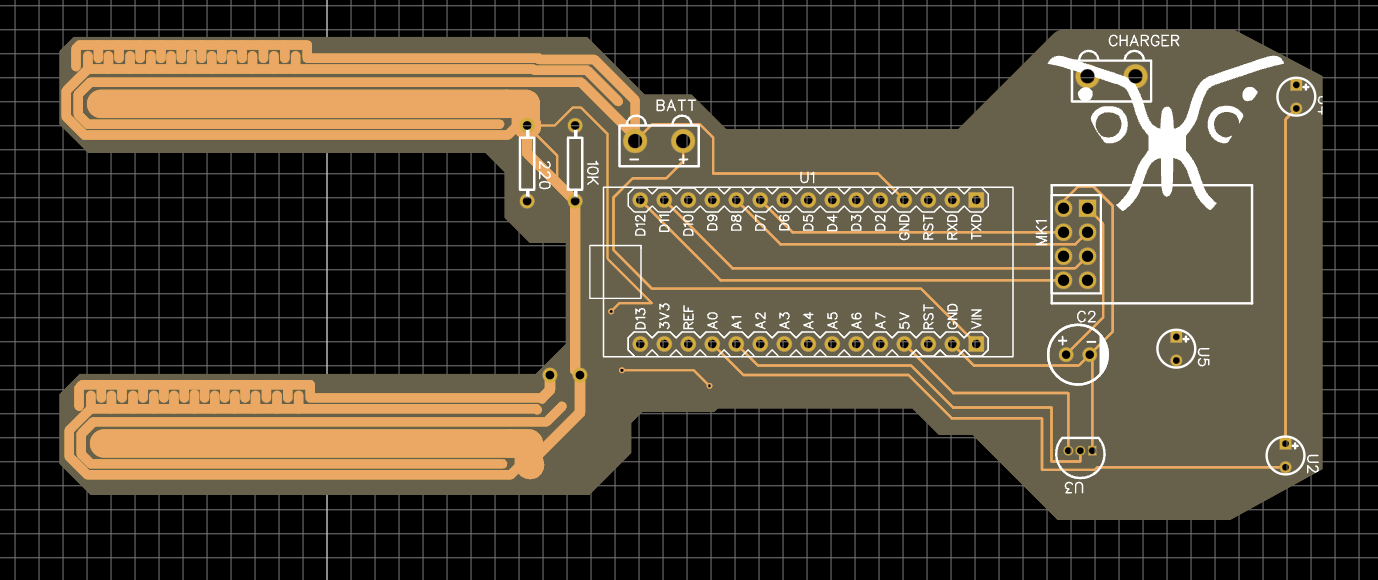 CHARGER
BATT
- +
220
10K
U1
D12 D11 D10 D9 D8 D7 D6 D5 D4 D3 D2 GND RST RXD TXD
MK1
D13 3V3 REF A0 A1 A2 A3 A4 A5 A6 A7 5V RST GND VIN
C2
+ -
+
U5
+
U2
U3
+